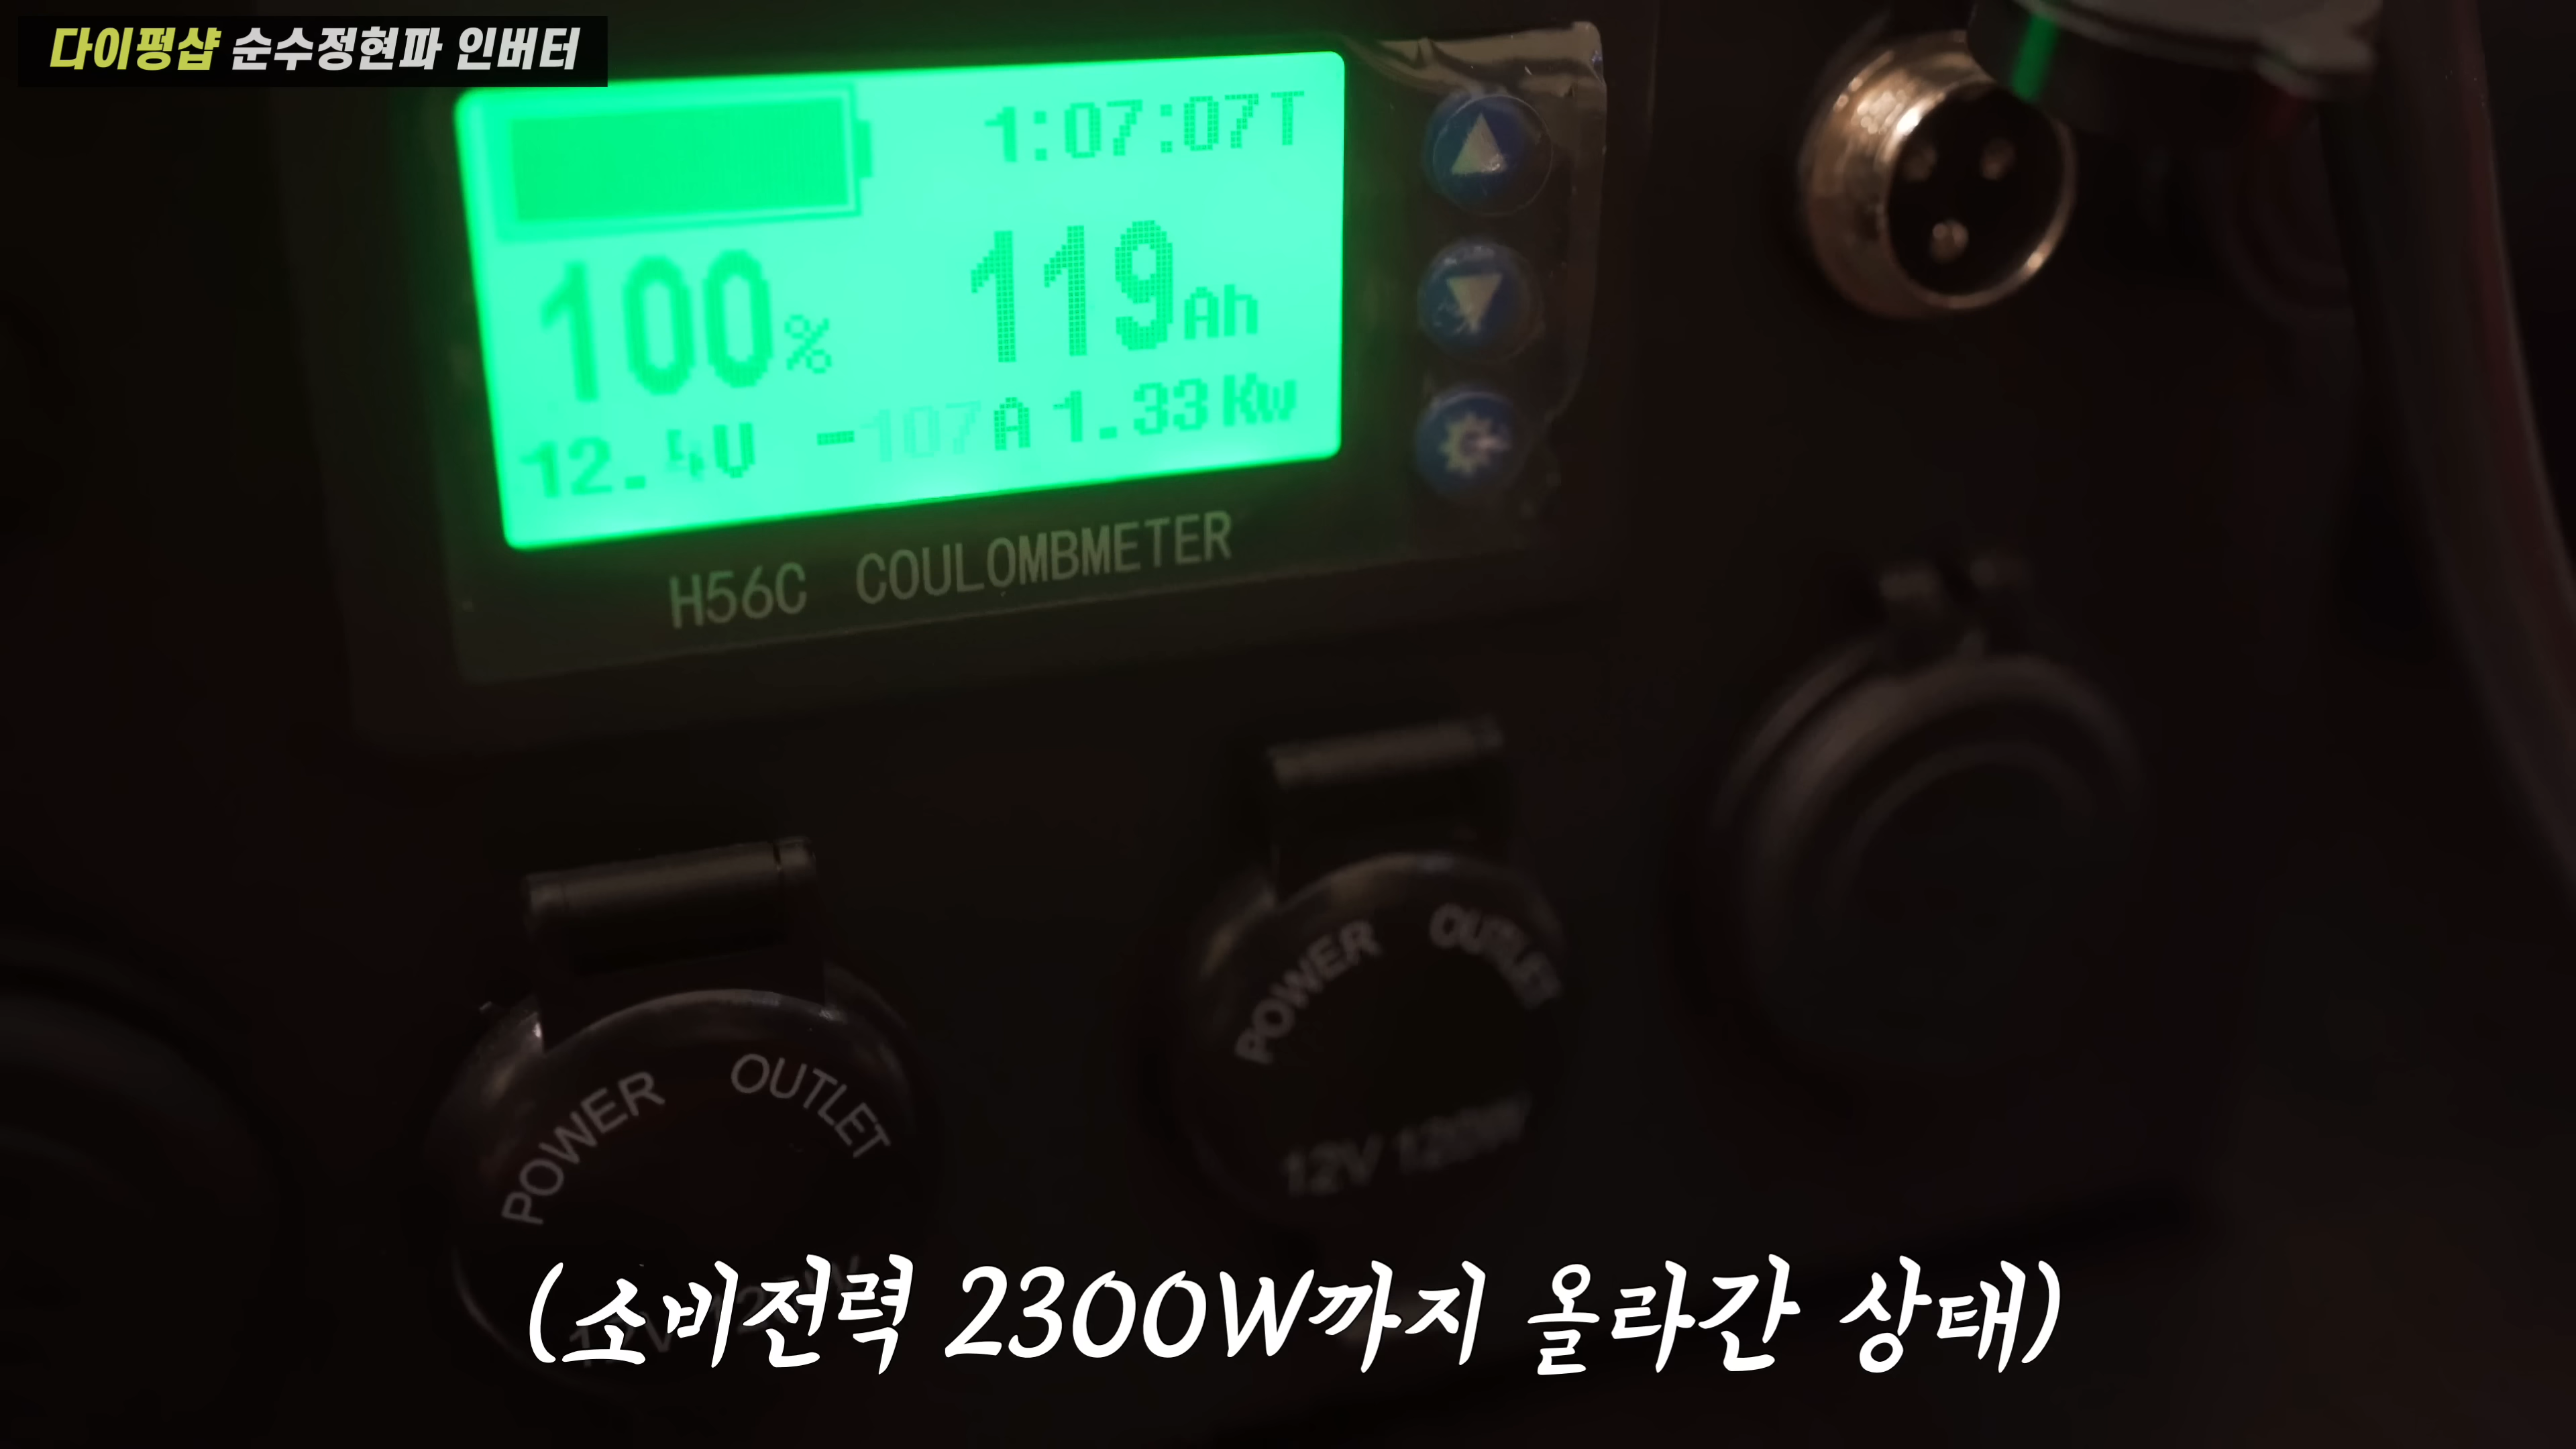 다이펑샵 순수정현파 인버터
1:07:07T
100% 119Ah
12.4V -107A 1.33Kw
H56C COULOMBMETER
POWER OUTLET
12V 120W
POWER OUTLET
(소비전력 2300W까지 올라간 상태)